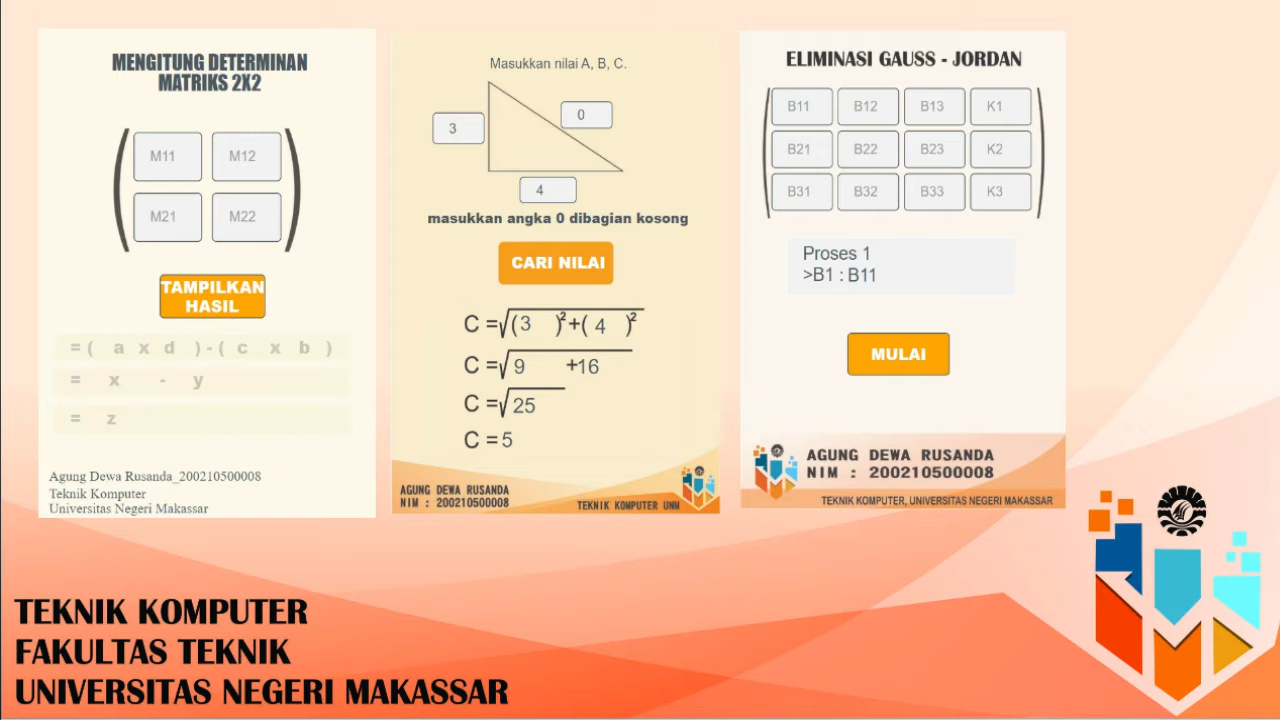 MENGITUNG DETERMINAN
MATRIKS 2X2
M11 M12
M21 M22
TAMPILKAN
HASIL
=( a x d )-( c x b )
= x - y
= z
Agung Dewa Rusanda_200210500008
Teknik Komputer
Universitas Negeri Makassar
Masukkan nilai A, B, C.
3
0
4
masukkan angka 0 dibagian kosong
CARI NILAI
C =√(3 )²+( 4 )²
C =√9 +16
C =√25
C = 5
AGUNG DEWA RUSANDA
NIM : 200210500008
TEKNIK KOMPUTER UNM
ELIMINASI GAUSS - JORDAN
B11 B12 B13 K1
B21 B22 B23 K2
B31 B32 B33 K3
Proses 1
>B1 : B11
MULAI
AGUNG DEWA RUSANDA
NIM : 200210500008
TEKNIK KOMPUTER, UNIVERSITAS NEGERI MAKASSAR
TEKNIK KOMPUTER
FAKULTAS TEKNIK
UNIVERSITAS NEGERI MAKASSAR